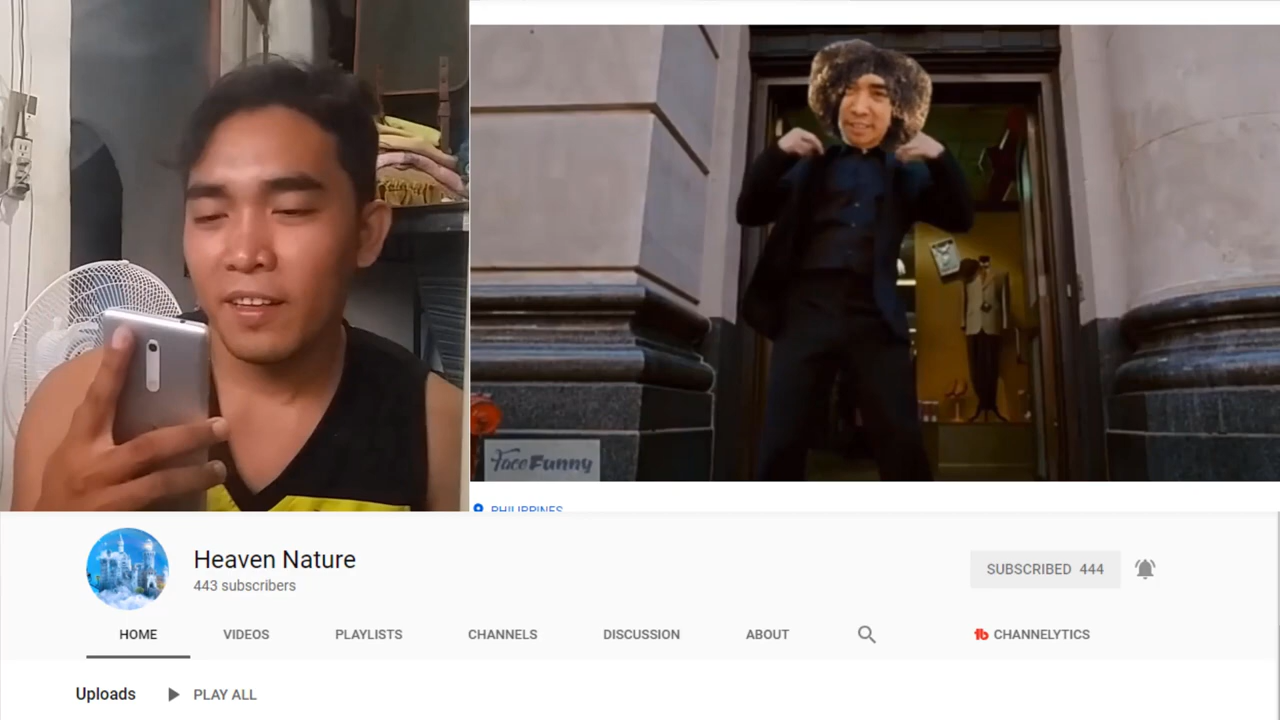 FaceFunny
PHILIPPINES
Heaven Nature
443 subscribers
SUBSCRIBED 444
HOME VIDEOS PLAYLISTS CHANNELS DISCUSSION ABOUT CHANNELYTICS
Uploads PLAY ALL